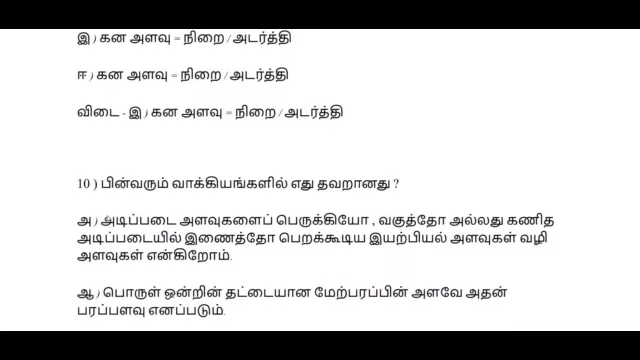 இ ) கன அளவு = நிறை / அடர்த்தி
ஈ ) கன அளவு = நிறை / அடர்த்தி
விடை - இ ) கன அளவு = நிறை / அடர்த்தி
10 ) பின்வரும் வாக்கியங்களில் எது தவறானது ?
அ ) அடிப்படை அளவுகளைப் பெருக்கியோ , வகுத்தோ அல்லது கணித
அடிப்படையில் இணைத்தோ பெறக்கூடிய இயற்பியல் அளவுகள் வழி
அளவுகள் என்கிறோம்.
ஆ ) பொருள் ஒன்றின் தட்டையான மேற்பரப்பின் அளவே அதன்
பரப்பளவு எனப்படும்.